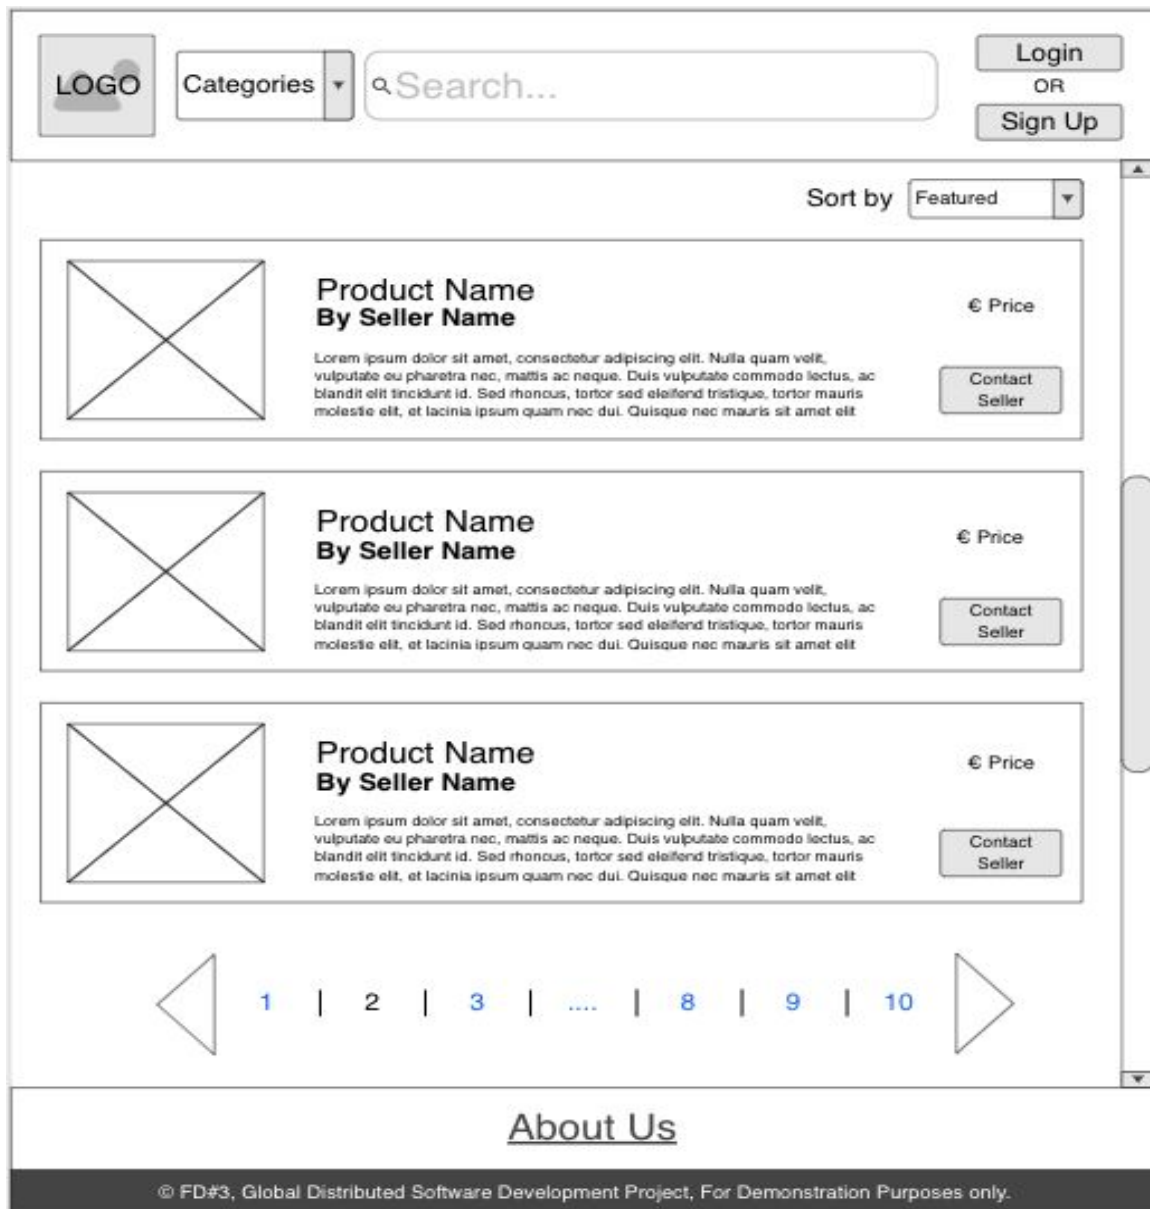 LOGO
Categories
Search...
Login
OR
Sign Up
Sort by Featured
Product Name
By Seller Name
Lorem ipsum dolor sit amet, consectetur adipiscing elit. Nulla quam velit,
vulputate eu pharetra nec, mattis ac neque. Duis vulputate commodo lectus, ac
blandit elit tincidunt id. Sed rhoncus, tortor sed eleifend tristique, tortor mauris
molestie elit, et lacinia ipsum quam nec dui. Quisque nec mauris sit amet elit
€ Price
Contact
Seller
Product Name
By Seller Name
Lorem ipsum dolor sit amet, consectetur adipiscing elit. Nulla quam velit,
vulputate eu pharetra nec, mattis ac neque. Duis vulputate commodo lectus, ac
blandit elit tincidunt id. Sed rhoncus, tortor sed eleifend tristique, tortor mauris
molestie elit, et lacinia ipsum quam nec dui. Quisque nec mauris sit amet elit
€ Price
Contact
Seller
Product Name
By Seller Name
Lorem ipsum dolor sit amet, consectetur adipiscing elit. Nulla quam velit,
vulputate eu pharetra nec, mattis ac neque. Duis vulputate commodo lectus, ac
blandit elit tincidunt id. Sed rhoncus, tortor sed eleifend tristique, tortor mauris
molestie elit, et lacinia ipsum quam nec dui. Quisque nec mauris sit amet elit
€ Price
Contact
Seller
1 | 2 | 3 | .... | 8 | 9 | 10
About Us
© FD#3, Global Distributed Software Development Project, For Demonstration Purposes only.